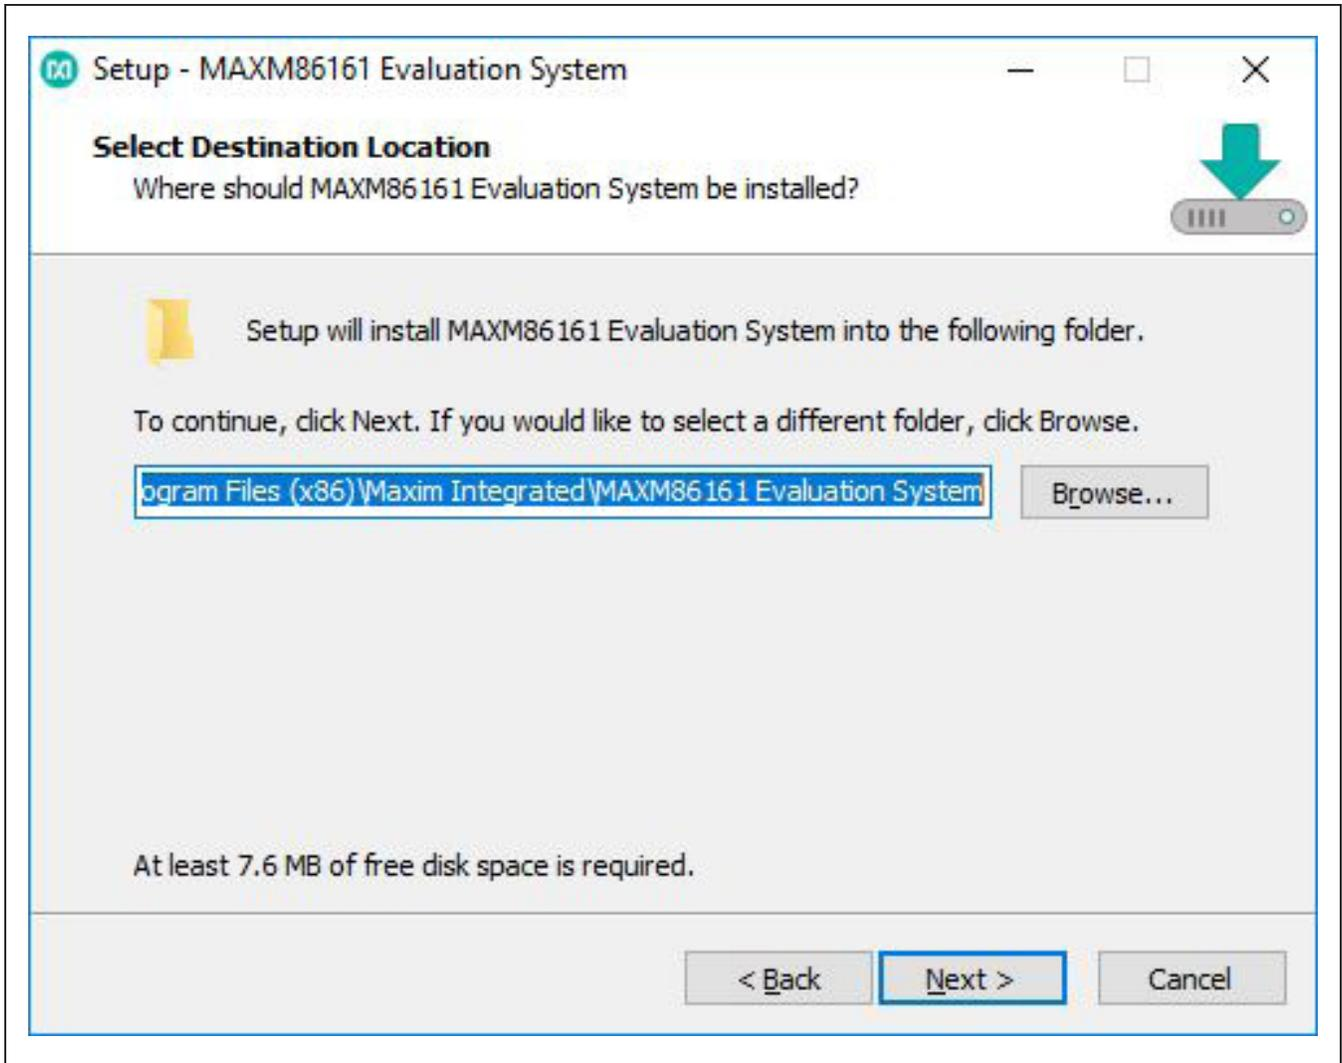 Setup - MAXM86161 Evaluation System
Select Destination Location
Where should MAXM86161 Evaluation System be installed?
Setup will install MAXM86161 Evaluation System into the following folder.
To continue, click Next. If you would like to select a different folder, click Browse.
ogram Files (x86)\Maxim Integrated\MAXM86161 Evaluation System
Browse...
At least 7.6 MB of free disk space is required.
< Back Next > Cancel